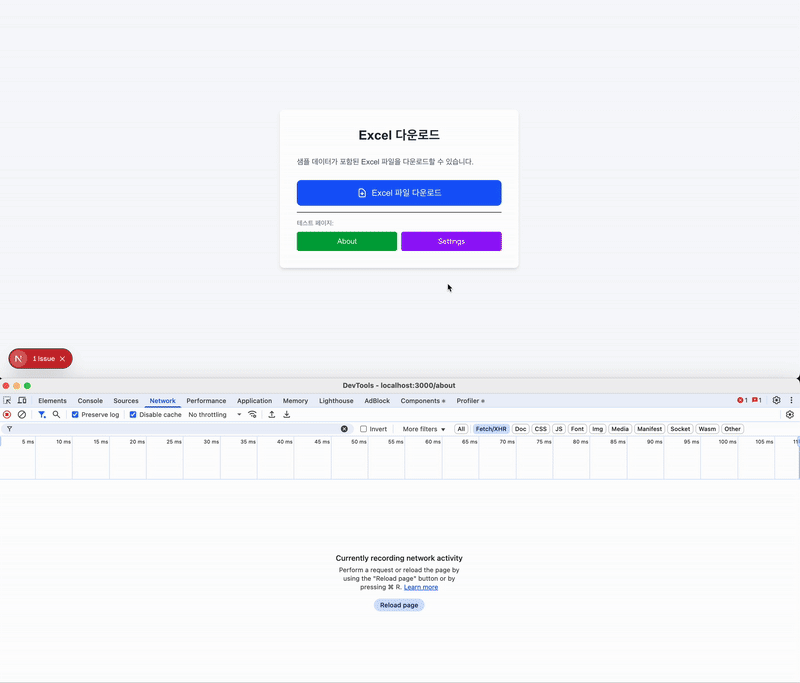 Excel 다운로드
샘플 데이터가 포함된 Excel 파일을 다운로드할 수 있습니다.
Excel 파일 다운로드
테스트 페이지:
About Settings
N 1 Issue
DevTools - localhost:3000/about
Elements Console Sources Network Performance Application Memory Lighthouse AdBlock Components Profiler 1 1
Preserve log Disable cache No throttling
Invert More filters All Fetch/XHR Doc CSS JS Font Img Media Manifest Socket Wasm Other
5 ms 10 ms 15 ms 20 ms 25 ms 30 ms 35 ms 40 ms 45 ms 50 ms 55 ms 60 ms 65 ms 70 ms 75 ms 80 ms 85 ms 90 ms 95 ms 100 ms 105 ms
Currently recording network activity
Perform a request or reload the page by
using the "Reload page" button or by
pressing ⌘ R. Learn more
Reload page